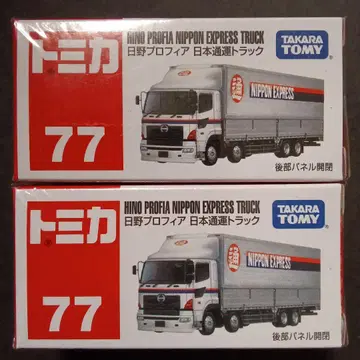 トミカ
77
HINO PROFIA NIPPON EXPRESS TRUCK
日野プロフィア 日本通運トラック
TAKARA
TOMY
通 NIPPON EXPRESS
後部パネル開閉
トミカ
77
HINO PROFIA NIPPON EXPRESS TRUCK
日野プロフィア 日本通運トラック
TAKARA
TOMY
通 NIPPON EXPRESS
後部パネル開閉